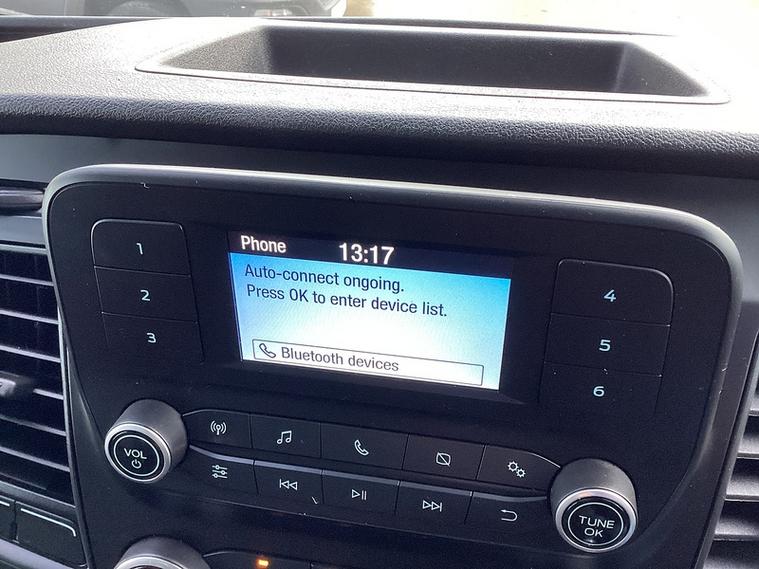 Phone 13:17
Auto-connect ongoing.
Press OK to enter device list.
Bluetooth devices
1
2
3
4
5
6
VOL
TUNE
OK